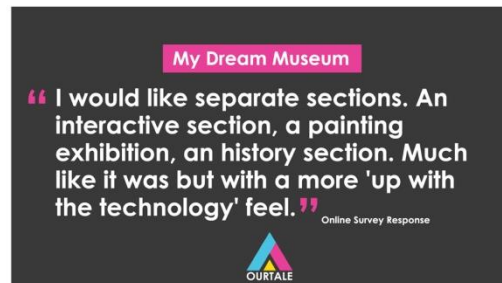 My Dream Museum
“ I would like separate sections. An
interactive section, a painting
exhibition, an history section. Much
like it was but with a more 'up with
the technology' feel. ”
Online Survey Response
OURTALE